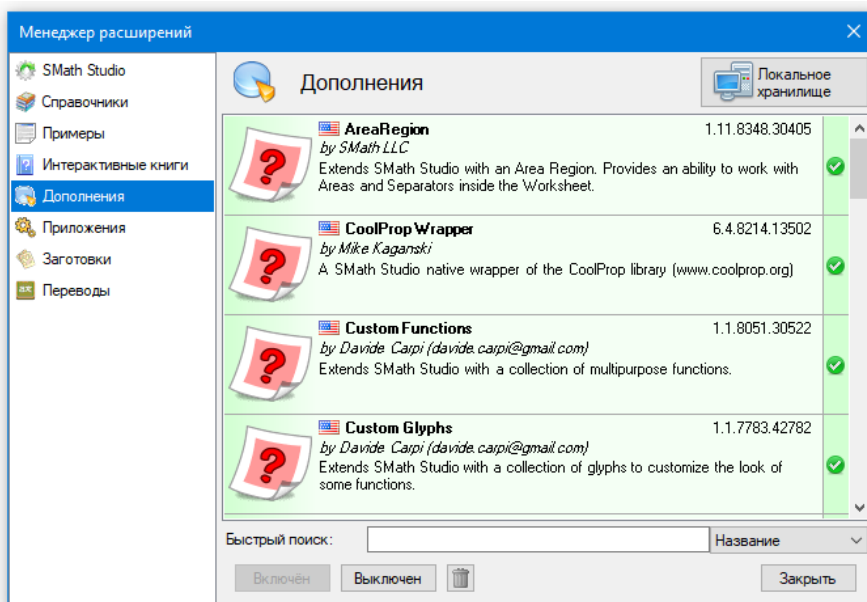 Менеджер расширений
SMath Studio
Справочники
Примеры
Интерактивные книги
Дополнения
Приложения
Заготовки
Переводы
Дополнения
Локальное
хранилище
AreaRegion 1.11.8348.30405
by SMath LLC
Extends SMath Studio with an Area Region. Provides an ability to work with
Areas and Separators inside the Worksheet.
CoolProp Wrapper 6.4.8214.13502
by Mike Kaganski
A SMath Studio native wrapper of the CoolProp library (www.coolprop.org)
Custom Functions 1.1.8051.30522
by Davide Carpi (davide.carpi@gmail.com)
Extends SMath Studio with a collection of multipurpose functions.
Custom Glyphs 1.1.7783.42782
by Davide Carpi (davide.carpi@gmail.com)
Extends SMath Studio with a collection of glyphs to customize the look of
some functions.
Быстрый поиск: Название
Включён Выключен Закрыть